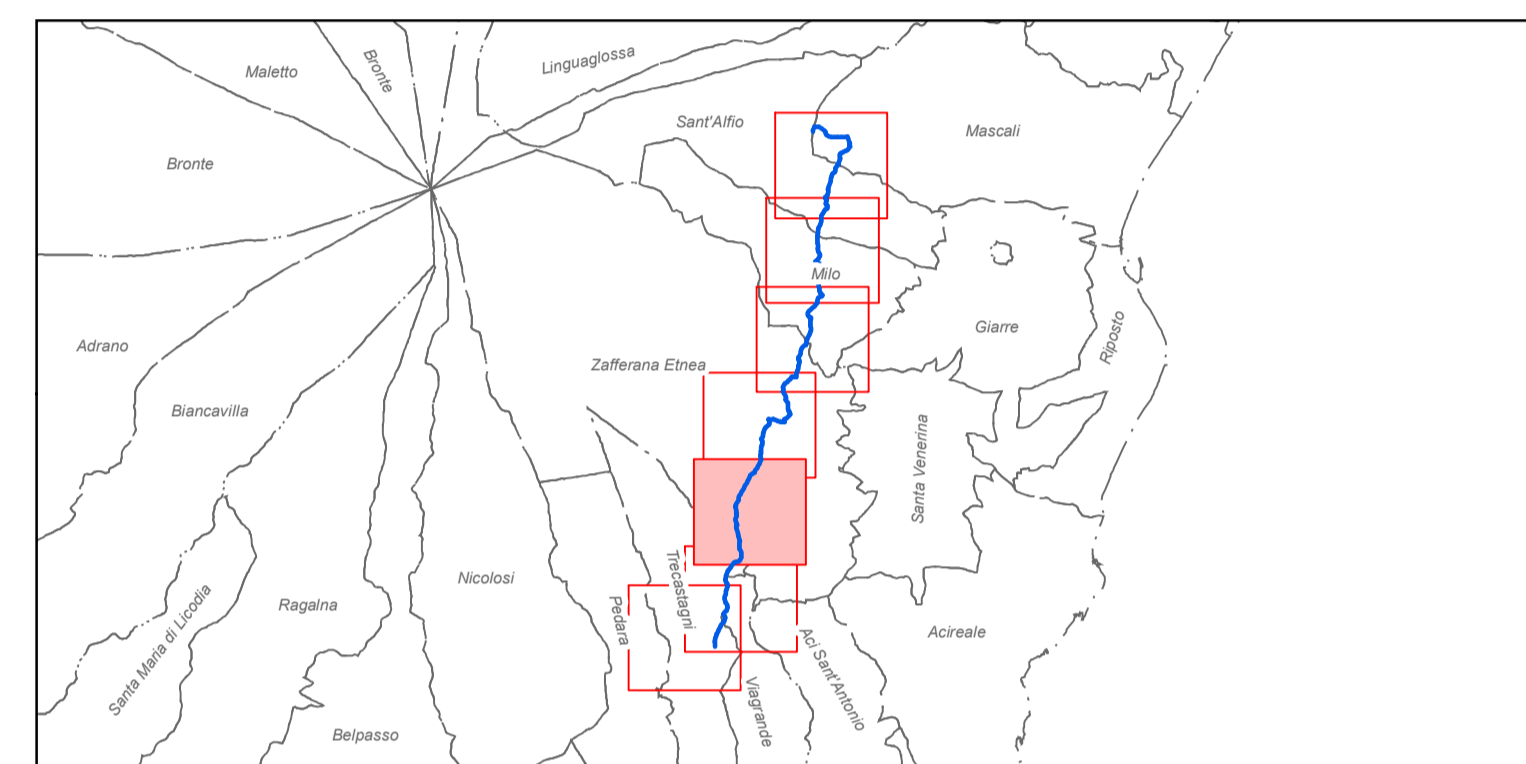 Linguaglossa
Maletto
Bronte
Sant'Alfio
Mascali
Bronte
Milo
Giarre
Riposto
Adrano
Zafferana Etnea
Biancavilla
Santa Venerina
Nicolosi
Trecastagni
Ragalna
Pedara
Santa Maria di Licodia
Acireale
Aci Sant'Antonio
Viagrande
Belpasso